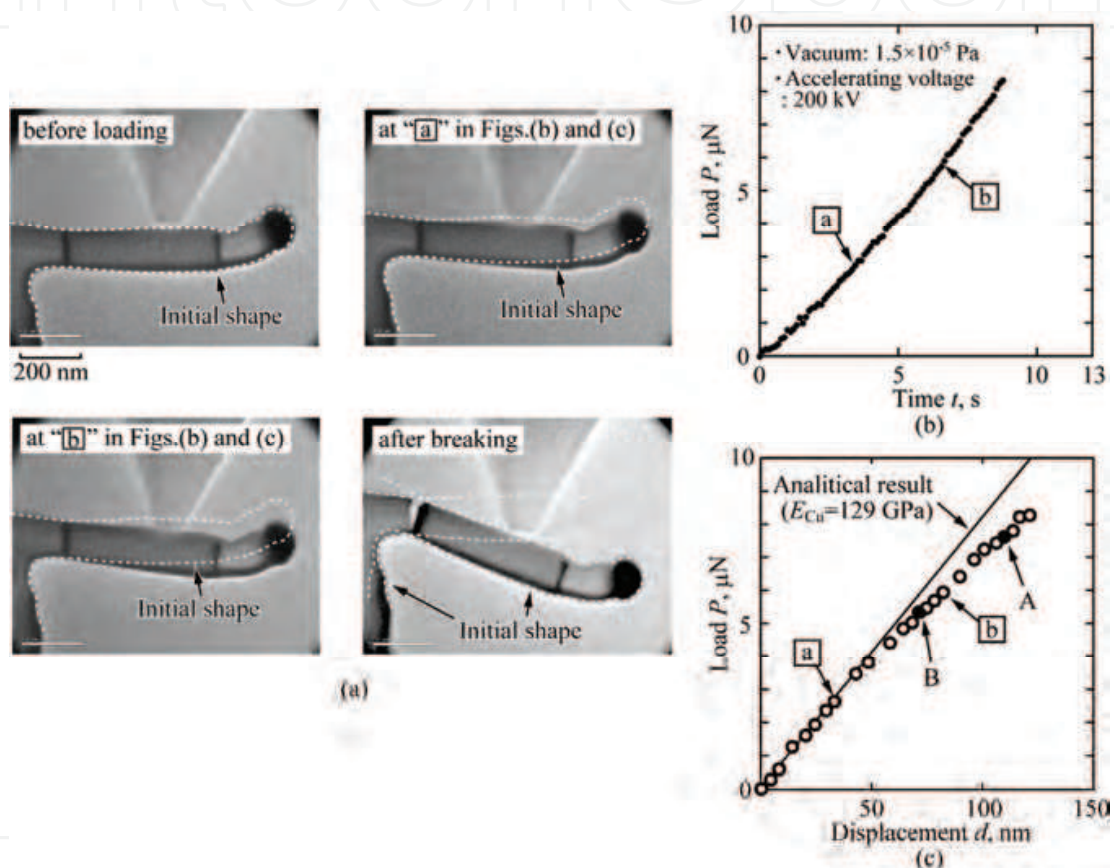 before loading
at “a” in Figs.(b) and (c)
Initial shape
Initial shape
200 nm
at “b” in Figs.(b) and (c)
after breaking
Initial shape
Initial shape
(a)
10
・Vacuum: 1.5×10⁻⁵ Pa
・Accelerating voltage
: 200 kV
Load P, μN
5
a
b
0
0
5
10
13
Time t, s
(b)
10
Analitical result
(E_Cu=129 GPa)
Load P, μN
5
a
A
b
B
0
50
100
150
Displacement d, nm
(c)